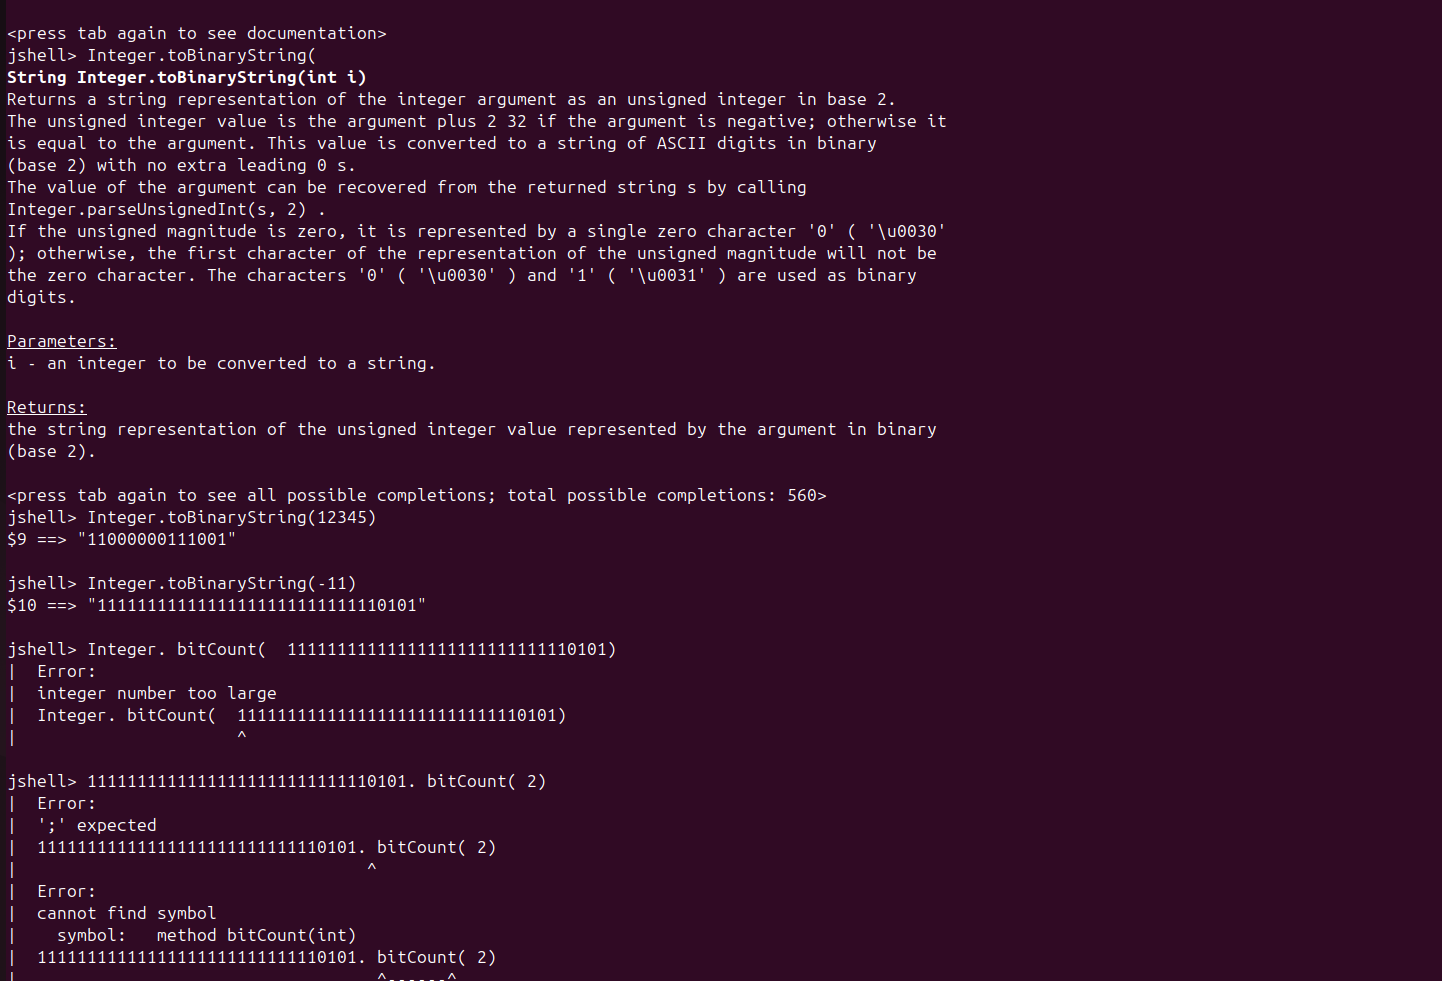 <press tab again to see documentation>
jshell> Integer.toBinaryString(
String Integer.toBinaryString(int i)
Returns a string representation of the integer argument as an unsigned integer in base 2.
The unsigned integer value is the argument plus 2 32 if the argument is negative; otherwise it
is equal to the argument. This value is converted to a string of ASCII digits in binary
(base 2) with no extra leading 0 s.
The value of the argument can be recovered from the returned string s by calling
Integer.parseUnsignedInt(s, 2) .
If the unsigned magnitude is zero, it is represented by a single zero character '0' ( '\u0030'
); otherwise, the first character of the representation of the unsigned magnitude will not be
the zero character. The characters '0' ( '\u0030' ) and '1' ( '\u0031' ) are used as binary
digits.
Parameters:
i - an integer to be converted to a string.
Returns:
the string representation of the unsigned integer value represented by the argument in binary
(base 2).
<press tab again to see all possible completions; total possible completions: 560>
jshell> Integer.toBinaryString(12345)
$9 ==> "11000000111001"
jshell> Integer.toBinaryString(-11)
$10 ==> "11111111111111111111111111110101"
jshell> Integer. bitCount(  11111111111111111111111111110101)
|  Error:
|  integer number too large
|  Integer. bitCount(  11111111111111111111111111110101)
|                      ^
jshell> 11111111111111111111111111110101. bitCount( 2)
|  Error:
|  ';' expected
|  11111111111111111111111111110101. bitCount( 2)
|                                   ^
|  Error:
|  cannot find symbol
|    symbol:   method bitCount(int)
|  11111111111111111111111111110101. bitCount( 2)
|                                    ^------^